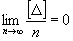 lim n→∞ [△]/n = 0